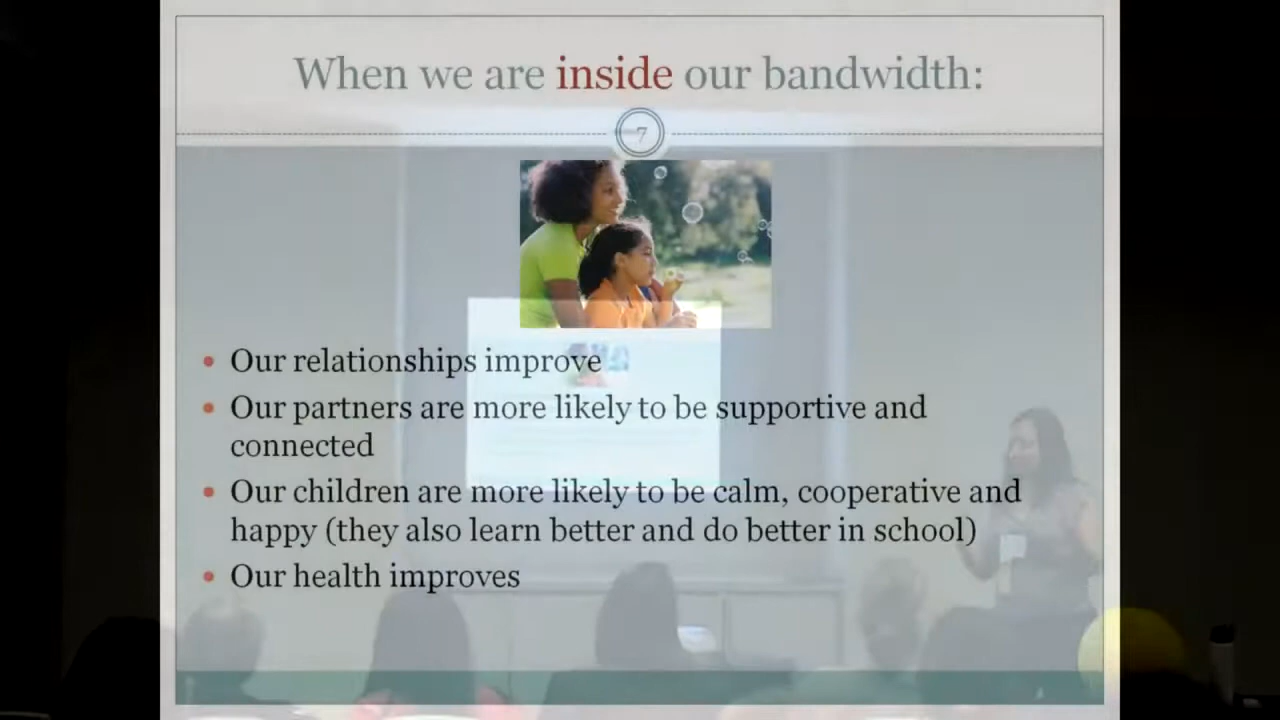 When we are inside our bandwidth:
7
• Our relationships improve
• Our partners are more likely to be supportive and
connected
• Our children are more likely to be calm, cooperative and
happy (they also learn better and do better in school)
• Our health improves